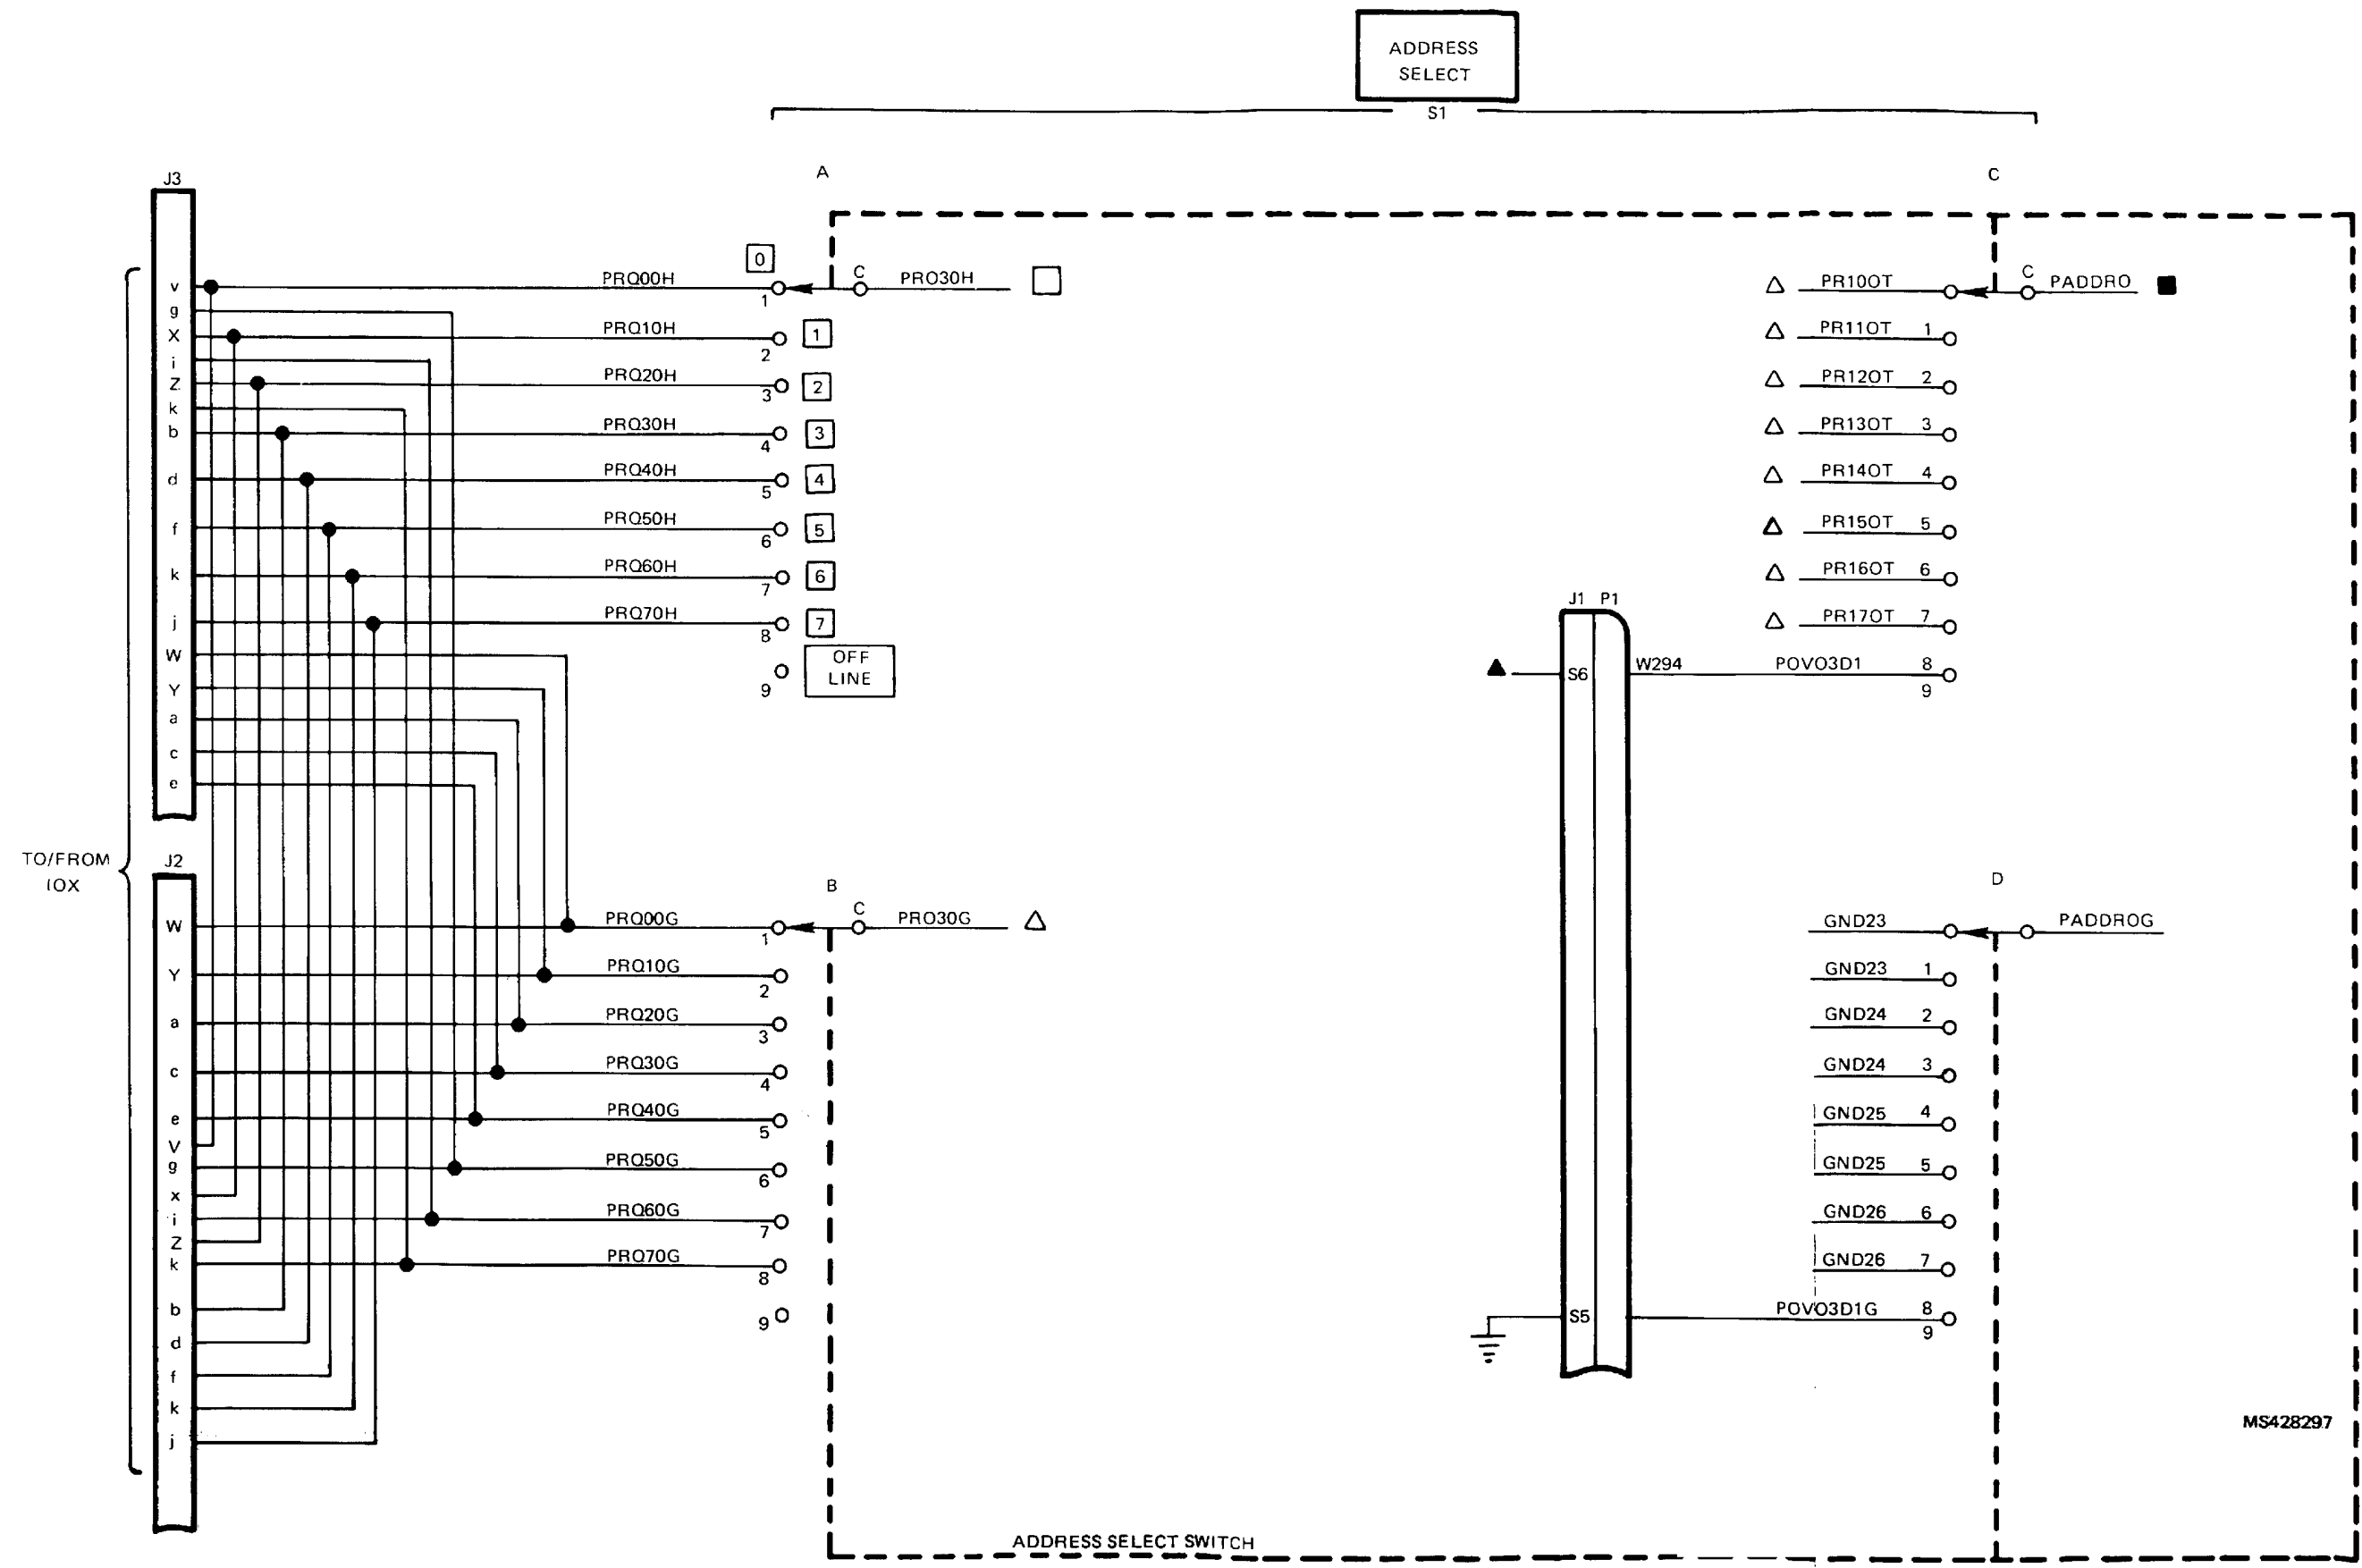 ADDRESS
SELECT
S1
A
C
J3
v
g
X
i
Z
k
b
d
f
k
j
W
Y
a
c
e
PRQ00H
PRQ10H
PRQ20H
PRQ30H
PRQ40H
PRQ50H
PRQ60H
PRQ70H
0
1
2 1
3 2
4 3
5 4
6 5
7 6
8 7
9 OFF
LINE
C PRO30H
PR10OT
PR11OT 1
PR12OT 2
PR13OT 3
PR14OT 4
PR15OT 5
PR16OT 6
PR17OT 7
C PADDRO
J1 P1
S6 W294 POVO3D1 8
9
TO/FROM
IOX
J2
W
Y
a
c
e
V
g
x
i
Z
k
b
d
f
k
j
B
PRQ00G 1
PRQ10G 2
PRQ20G 3
PRQ30G 4
PRQ40G 5
PRQ50G 6
PRQ60G 7
PRQ70G 8
9
C PRO30G
D
GND23
GND23 1
GND24 2
GND24 3
GND25 4
GND25 5
GND26 6
GND26 7
PADDROG
S5 POVO3D1G 8
9
MS428297
ADDRESS SELECT SWITCH